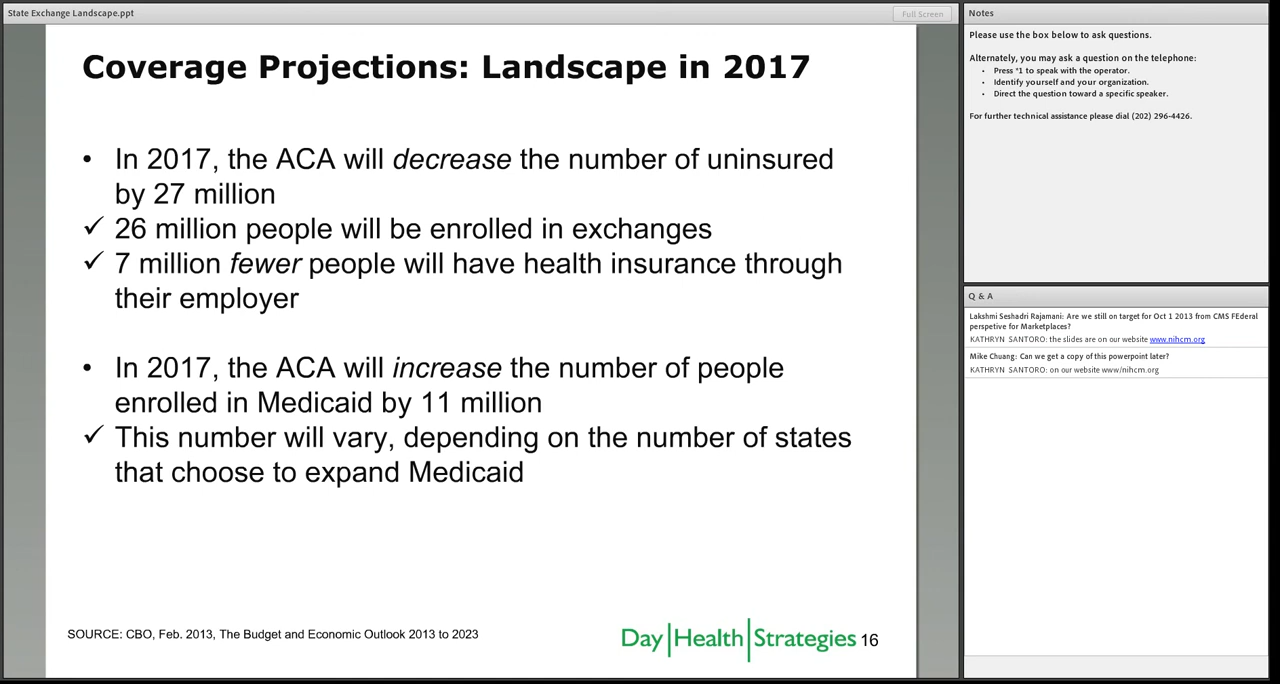 State Exchange Landscape.ppt
Full Screen
Coverage Projections: Landscape in 2017
• In 2017, the ACA will decrease the number of uninsured
by 27 million
✓ 26 million people will be enrolled in exchanges
✓ 7 million fewer people will have health insurance through
their employer
• In 2017, the ACA will increase the number of people
enrolled in Medicaid by 11 million
✓ This number will vary, depending on the number of states
that choose to expand Medicaid
SOURCE: CBO, Feb. 2013, The Budget and Economic Outlook 2013 to 2023
Day Health Strategies 16
Notes
Please use the box below to ask questions.
Alternately, you may ask a question on the telephone:
• Press *1 to speak with the operator.
• Identify yourself and your organization.
• Direct the question toward a specific speaker.
For further technical assistance please dial (202) 296-4426.
Q & A
Lakshmi Seshadri Rajamani: Are we still on target for Oct 1 2013 from CMS FEderal
perspetive for Marketplaces?
KATHRYN SANTORO: the slides are on our website www.nihcm.org
Mike Chuang: Can we get a copy of this powerpoint later?
KATHRYN SANTORO: on our website www/nihcm.org